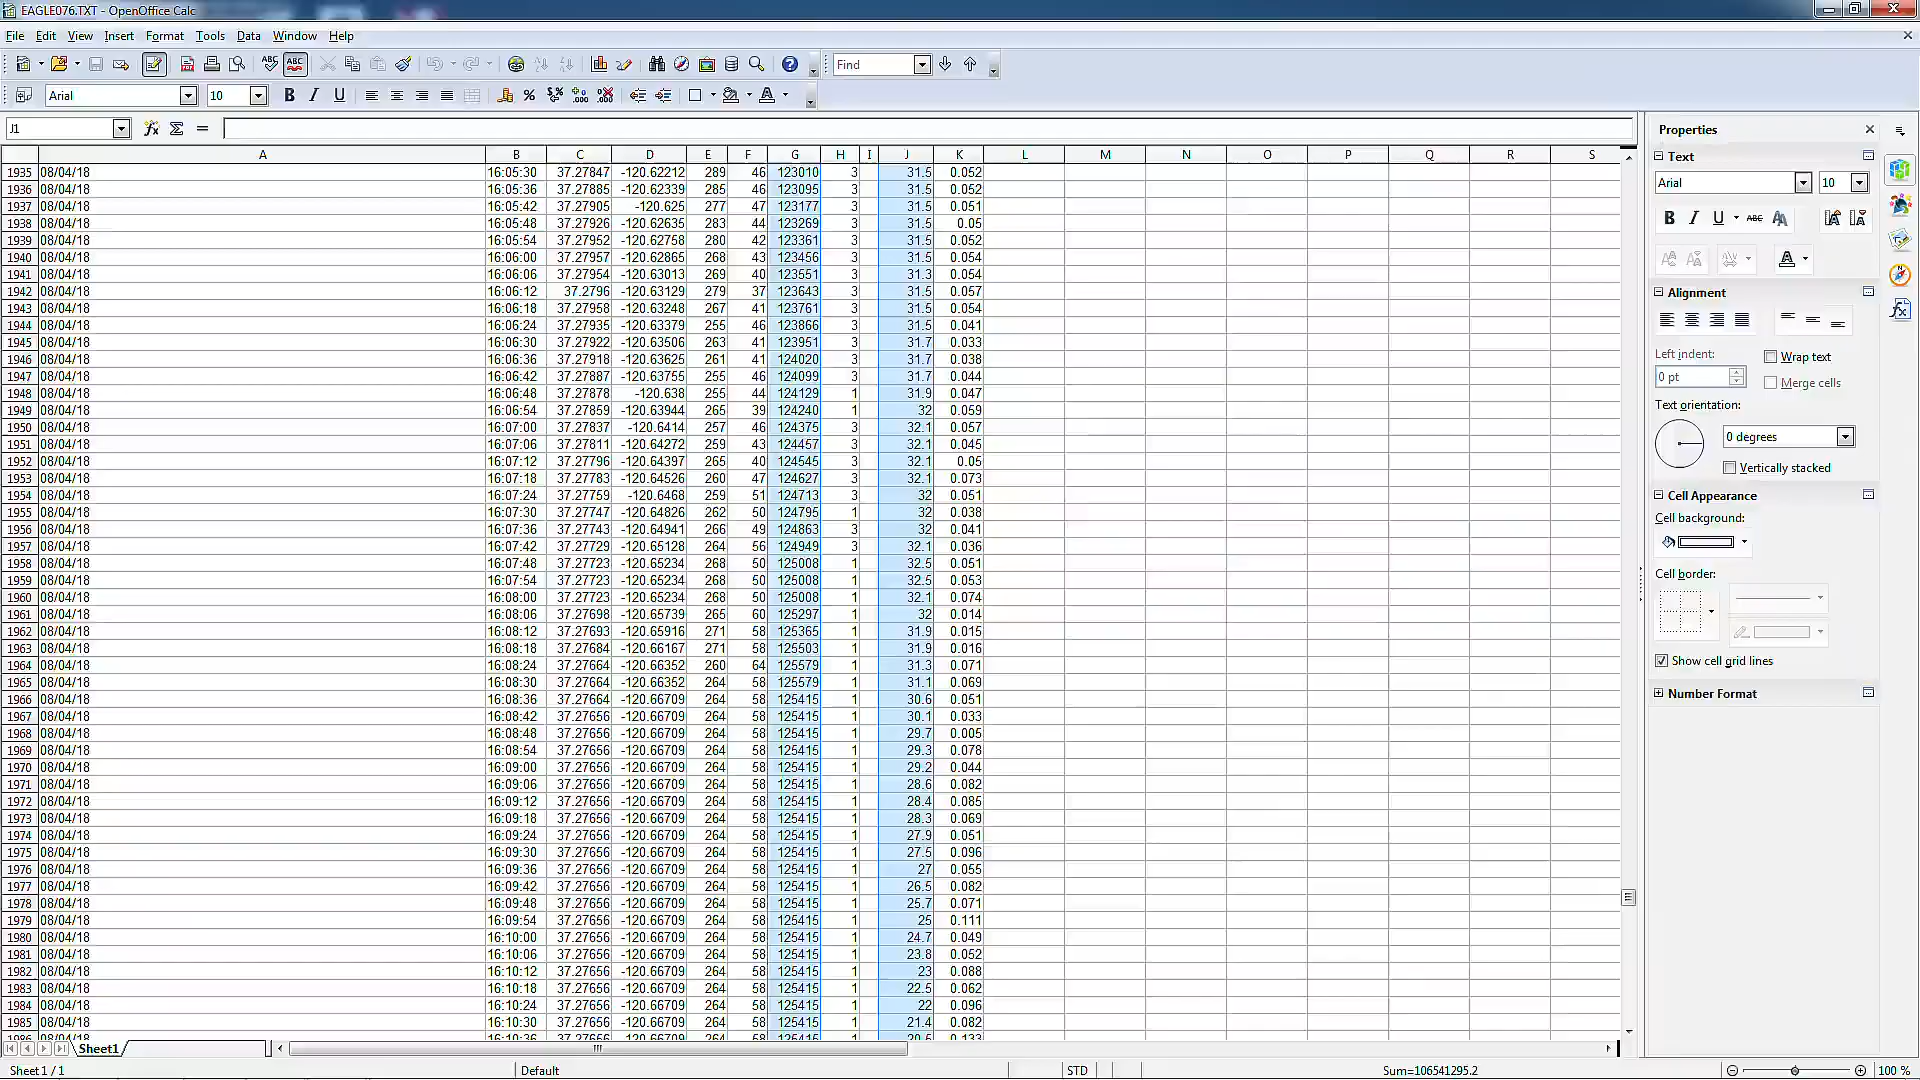 EAGLE076.TXT - OpenOffice Calc
File Edit View Insert Format Tools Data Window Help
Find
Arial 10
J1
A B C D E F G H I J K L M N O P Q R S
1935 08/04/18 16:05:30 37.27847 -120.62212 289 46 123010 3 31.5 0.052
1936 08/04/18 16:05:36 37.27885 -120.62339 285 46 123095 3 31.5 0.052
1937 08/04/18 16:05:42 37.27905 -120.625 277 47 123177 3 31.5 0.051
1938 08/04/18 16:05:48 37.27926 -120.62635 283 44 123269 3 31.5 0.05
1939 08/04/18 16:05:54 37.27952 -120.62758 280 42 123361 3 31.5 0.052
1940 08/04/18 16:06:00 37.27957 -120.62865 268 43 123456 3 31.5 0.054
1941 08/04/18 16:06:06 37.27954 -120.63013 269 40 123551 3 31.3 0.054
1942 08/04/18 16:06:12 37.2796 -120.63129 279 37 123643 3 31.5 0.057
1943 08/04/18 16:06:18 37.27958 -120.63248 267 41 123761 3 31.5 0.054
1944 08/04/18 16:06:24 37.27935 -120.63379 255 46 123866 3 31.5 0.041
1945 08/04/18 16:06:30 37.27922 -120.63506 263 41 123951 3 31.7 0.033
1946 08/04/18 16:06:36 37.27918 -120.63625 261 41 124020 3 31.7 0.038
1947 08/04/18 16:06:42 37.27887 -120.63755 255 46 124099 3 31.7 0.044
1948 08/04/18 16:06:48 37.27878 -120.638 255 44 124129 1 31.9 0.047
1949 08/04/18 16:06:54 37.27859 -120.63944 265 39 124240 1 32 0.059
1950 08/04/18 16:07:00 37.27837 -120.6414 257 46 124375 3 32.1 0.057
1951 08/04/18 16:07:06 37.27811 -120.64272 259 43 124457 3 32.1 0.045
1952 08/04/18 16:07:12 37.27796 -120.64397 265 40 124545 3 32.1 0.05
1953 08/04/18 16:07:18 37.27783 -120.64526 260 47 124627 3 32.1 0.073
1954 08/04/18 16:07:24 37.27759 -120.6468 259 51 124713 3 32 0.051
1955 08/04/18 16:07:30 37.27747 -120.64826 262 50 124795 1 32 0.038
1956 08/04/18 16:07:36 37.27743 -120.64941 266 49 124863 3 32 0.041
1957 08/04/18 16:07:42 37.27729 -120.65128 264 56 124949 3 32.1 0.036
1958 08/04/18 16:07:48 37.27723 -120.65234 268 50 125008 1 32.5 0.051
1959 08/04/18 16:07:54 37.27723 -120.65234 268 50 125008 1 32.5 0.053
1960 08/04/18 16:08:00 37.27723 -120.65234 268 50 125008 1 32.1 0.074
1961 08/04/18 16:08:06 37.27698 -120.65739 265 60 125297 1 32 0.014
1962 08/04/18 16:08:12 37.27693 -120.65916 271 58 125365 1 31.9 0.015
1963 08/04/18 16:08:18 37.27684 -120.66167 271 58 125503 1 31.9 0.016
1964 08/04/18 16:08:24 37.27664 -120.66352 260 64 125579 1 31.3 0.071
1965 08/04/18 16:08:30 37.27664 -120.66352 264 58 125579 1 31.1 0.069
1966 08/04/18 16:08:36 37.27664 -120.66709 264 58 125415 1 30.6 0.051
1967 08/04/18 16:08:42 37.27656 -120.66709 264 58 125415 1 30.1 0.033
1968 08/04/18 16:08:48 37.27656 -120.66709 264 58 125415 1 29.7 0.005
1969 08/04/18 16:08:54 37.27656 -120.66709 264 58 125415 1 29.3 0.078
1970 08/04/18 16:09:00 37.27656 -120.66709 264 58 125415 1 29.2 0.044
1971 08/04/18 16:09:06 37.27656 -120.66709 264 58 125415 1 28.6 0.082
1972 08/04/18 16:09:12 37.27656 -120.66709 264 58 125415 1 28.4 0.085
1973 08/04/18 16:09:18 37.27656 -120.66709 264 58 125415 1 28.3 0.069
1974 08/04/18 16:09:24 37.27656 -120.66709 264 58 125415 1 27.9 0.051
1975 08/04/18 16:09:30 37.27656 -120.66709 264 58 125415 1 27.5 0.096
1976 08/04/18 16:09:36 37.27656 -120.66709 264 58 125415 1 27 0.055
1977 08/04/18 16:09:42 37.27656 -120.66709 264 58 125415 1 26.5 0.082
1978 08/04/18 16:09:48 37.27656 -120.66709 264 58 125415 1 25.7 0.071
1979 08/04/18 16:09:54 37.27656 -120.66709 264 58 125415 1 25 0.111
1980 08/04/18 16:10:00 37.27656 -120.66709 264 58 125415 1 24.7 0.049
1981 08/04/18 16:10:06 37.27656 -120.66709 264 58 125415 1 23.8 0.052
1982 08/04/18 16:10:12 37.27656 -120.66709 264 58 125415 1 23 0.088
1983 08/04/18 16:10:18 37.27656 -120.66709 264 58 125415 1 22.5 0.062
1984 08/04/18 16:10:24 37.27656 -120.66709 264 58 125415 1 22 0.096
1985 08/04/18 16:10:30 37.27656 -120.66709 264 58 125415 1 21.4 0.082
Sheet1
Sheet 1 / 1 Default STD Sum=106541295.2 100 %
Properties
Text
Arial 10
Alignment
Left indent: Wrap text
0 pt Merge cells
Text orientation:
0 degrees
Vertically stacked
Cell Appearance
Cell background:
Cell border:
Show cell grid lines
Number Format